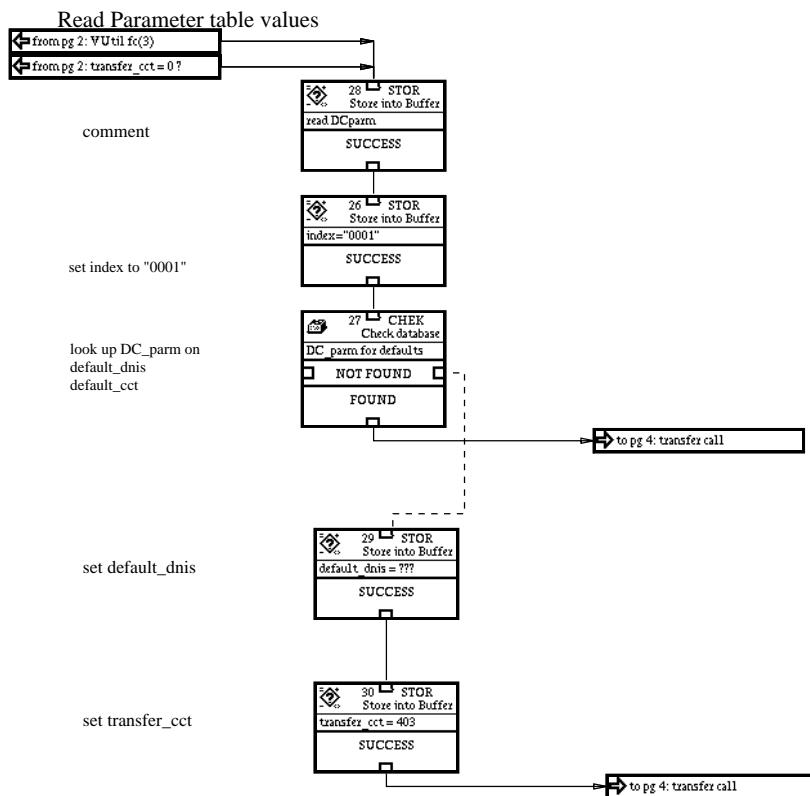 Read Parameter table values
from pg 2: VUtil fc(3)
from pg 2: transfer_cct = 0 ?
28 STOR
Store into Buffer
read DCparm
SUCCESS
comment
26 STOR
Store into Buffer
index="0001"
SUCCESS
set index to "0001"
27 CHEK
Check database
DC_parm for defaults
NOT FOUND
FOUND
look up DC_parm on
default_dnis
default_cct
to pg 4: transfer call
29 STOR
Store into Buffer
default_dnis = ???
SUCCESS
set default_dnis
30 STOR
Store into Buffer
transfer_cct = 403
SUCCESS
set transfer_cct
to pg 4: transfer call